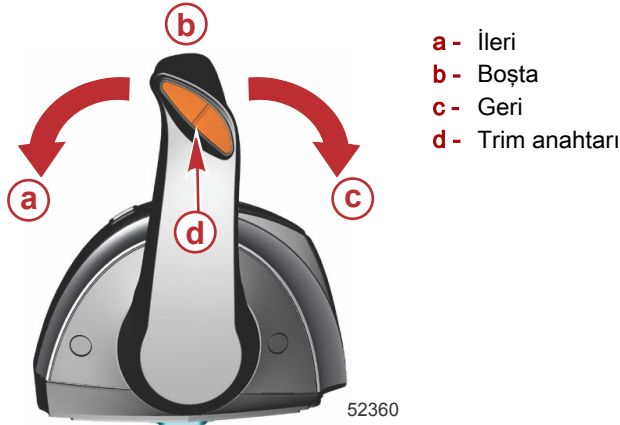 b
a
c
d
a - İleri
b - Boşta
c - Geri
d - Trim anahtarı
52360